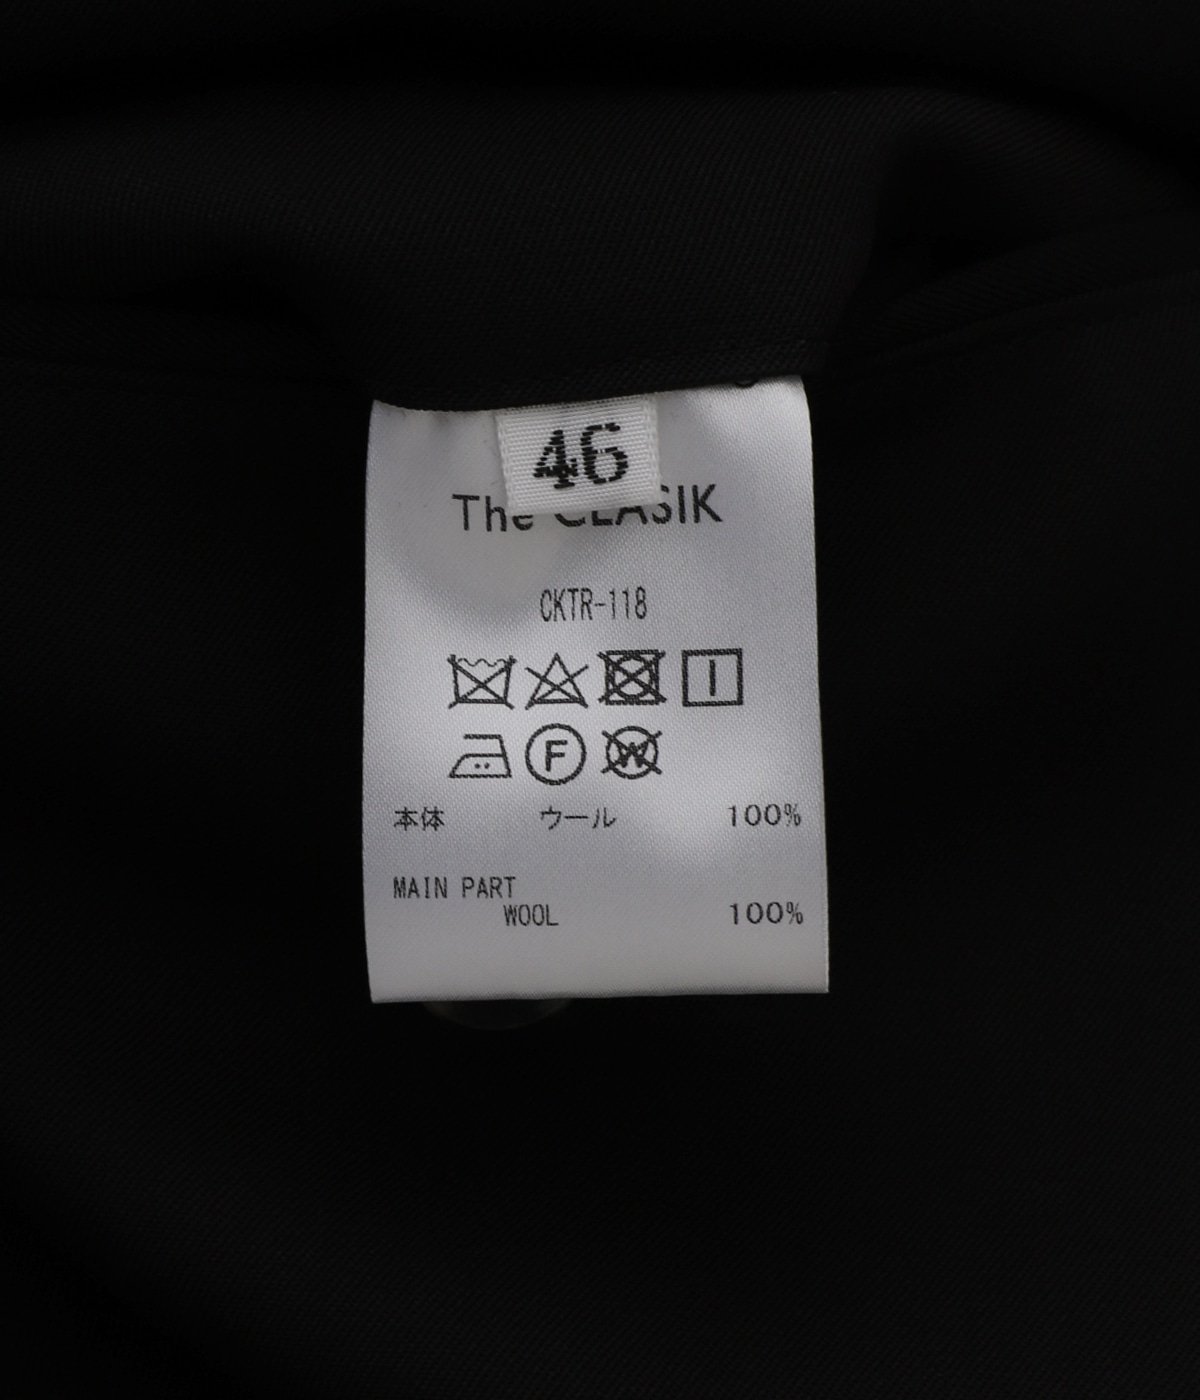 46
The CLASIK
CKTR-118
F
W
本体 ウール 100%
MAIN PART
WOOL 100%